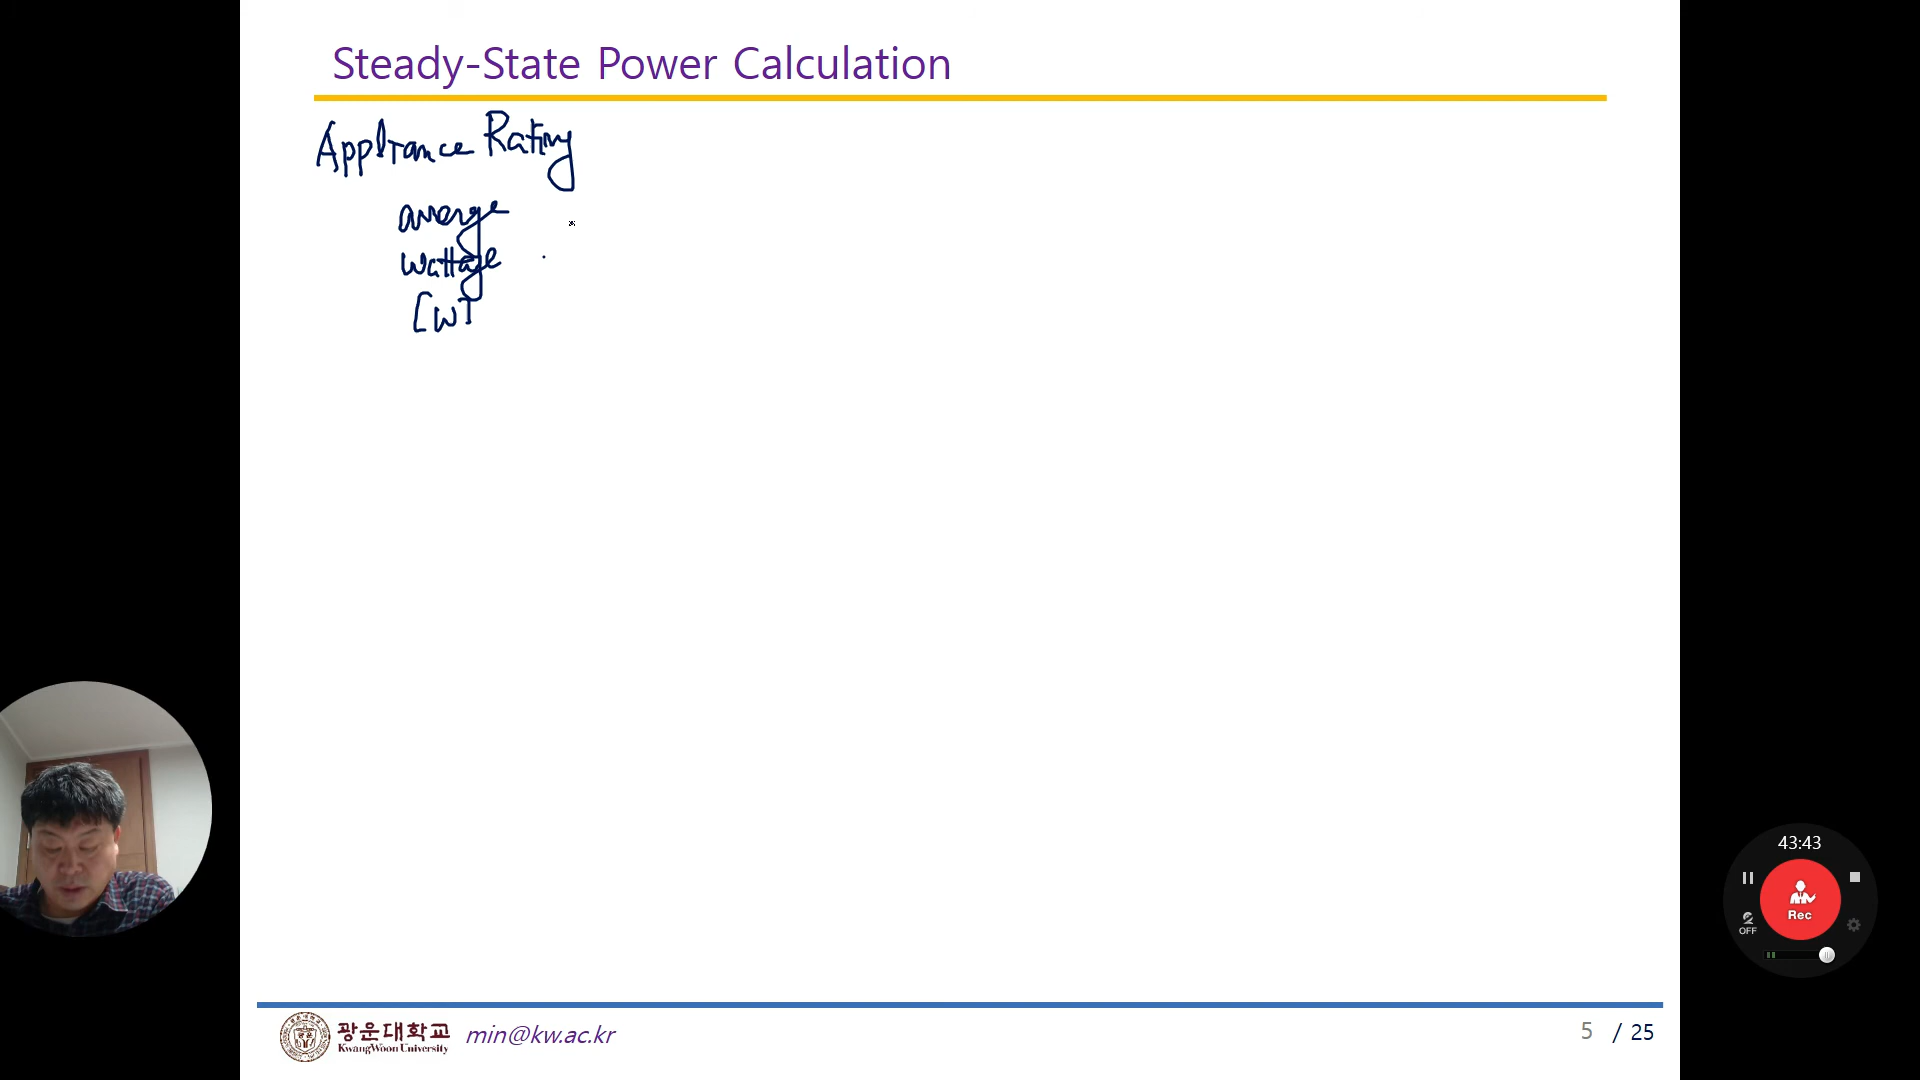 Steady-State Power Calculation
Appliance Rating
average
wattage
[W]
43:43
Rec
OFF
광운대학교
KwangWoon University
min@kw.ac.kr
5 / 25